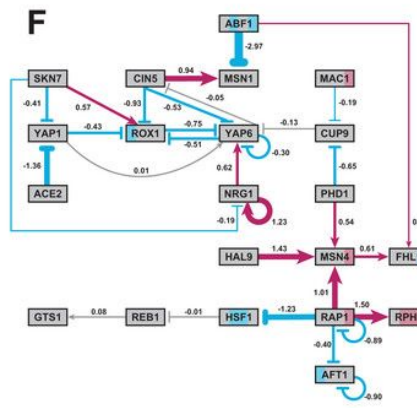 F
ABF1
-2.97
SKN7
CIN5
0.94
MSN1
MAC1
-0.05
-0.41
0.57
-0.93
-0.53
-0.19
YAP1
-0.43
ROX1
-0.75
-0.51
YAP6
-0.13
CUP9
-0.30
-1.36
0.01
0.62
-0.65
ACE2
NRG1
PHD1
-0.19
1.23
0.54
HAL9
1.43
MSN4
0.61
FHL
1.01
GTS1
0.08
REB1
-0.01
HSF1
-1.23
RAP1
1.50
RPH
-0.89
-0.40
AFT1
-0.90